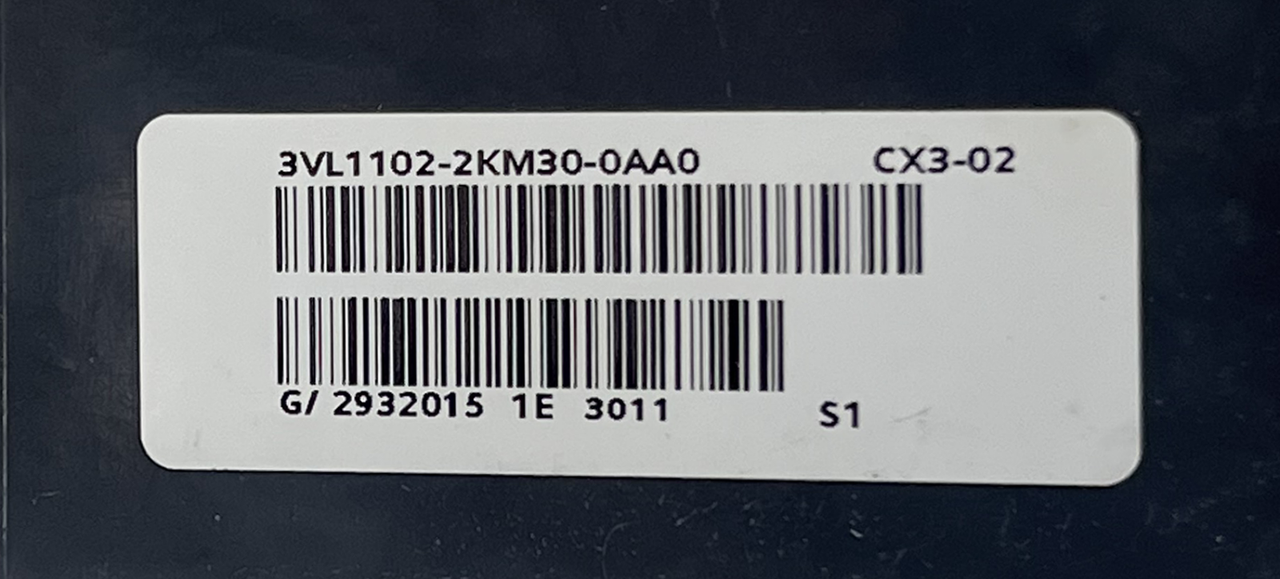 3VL1102-2KM30-0AA0 CX3-02
G/ 2932015 1E 3011 S1